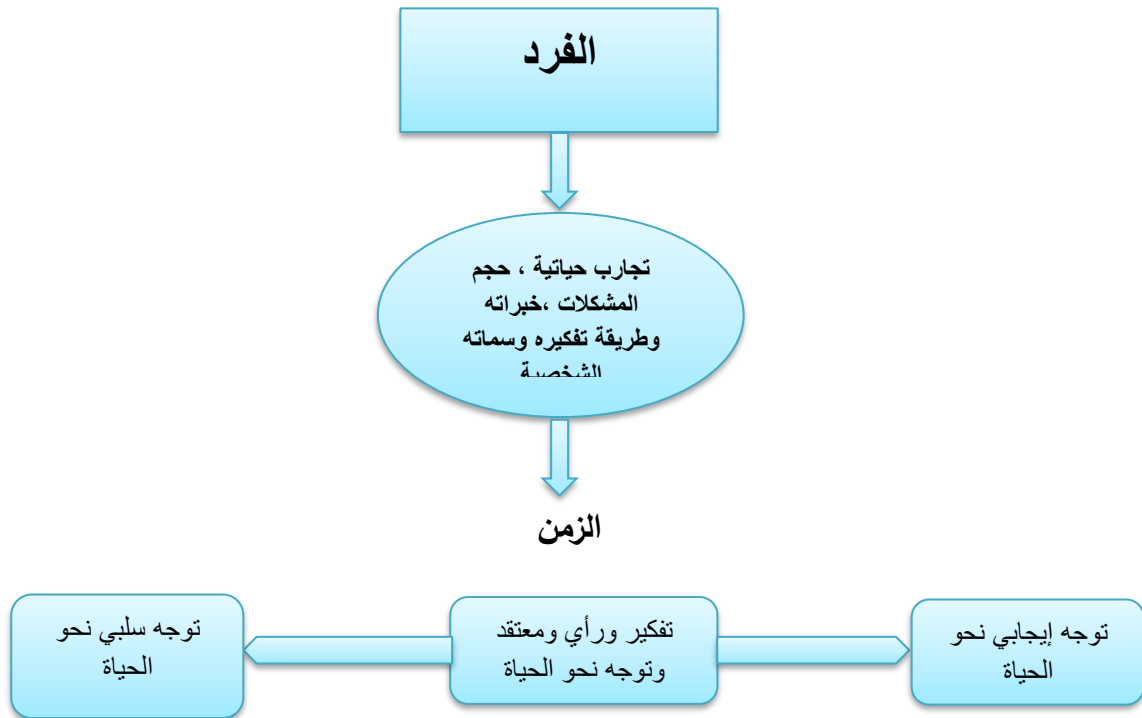 الفرد
تجارب حياتية ، حجم
المشكلات ،خبراته
وطريقة تفكيره وسماته
الشخصية
الزمن
توجه إيجابي نحو
الحياة
تفكير ورأي ومعتقد
وتوجه نحو الحياة
توجه سلبي نحو
الحياة